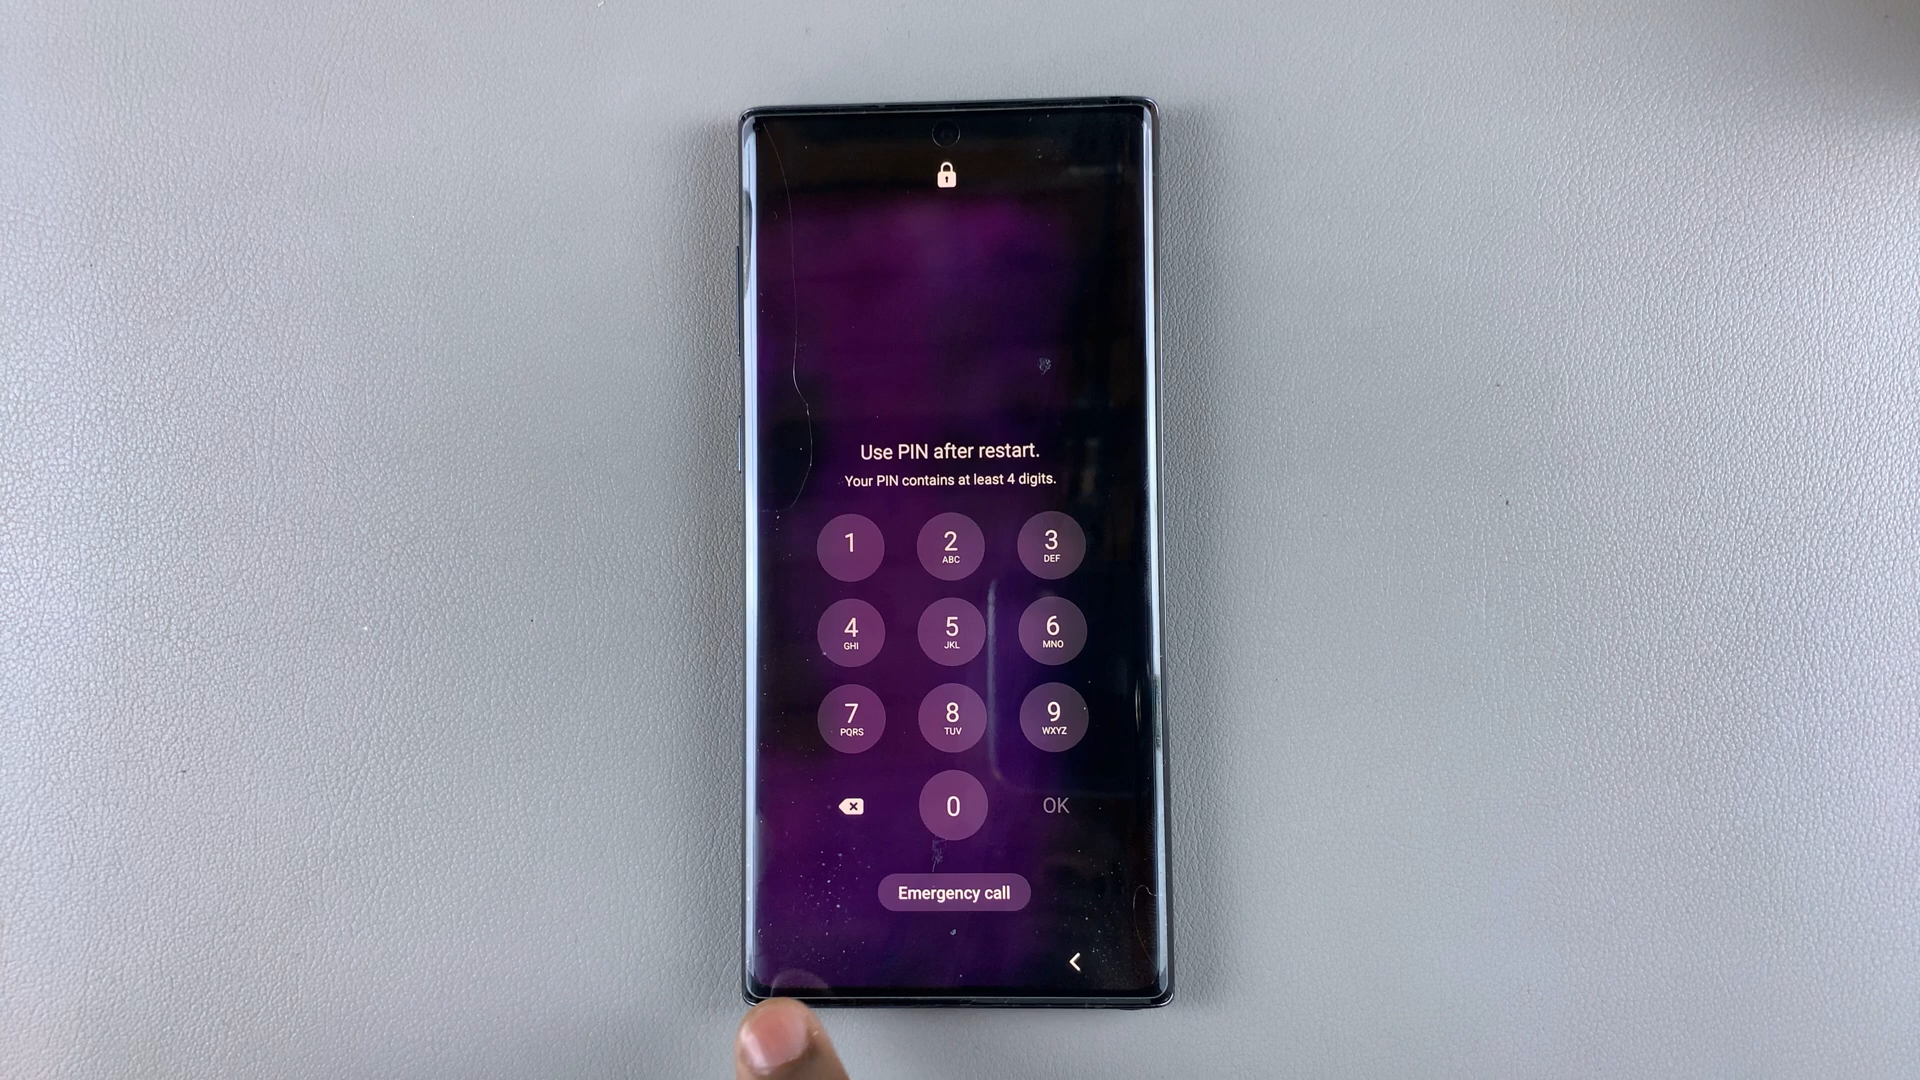 Use PIN after restart.
Your PIN contains at least 4 digits.
1 2 3
ABC DEF
4 5 6
GHI JKL MNO
7 8 9
PQRS TUV WXYZ
0 OK
Emergency call